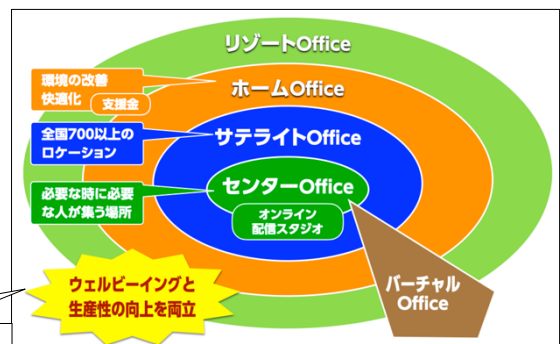 リゾートOffice
環境の改善
快適化
支援金
ホームOffice
全国700以上の
ロケーション
サテライトOffice
必要な時に必要
な人が集う場所
センターOffice
オンライン
配信スタジオ
ウェルビーイングと
生産性の向上を両立
バーチャル
Office